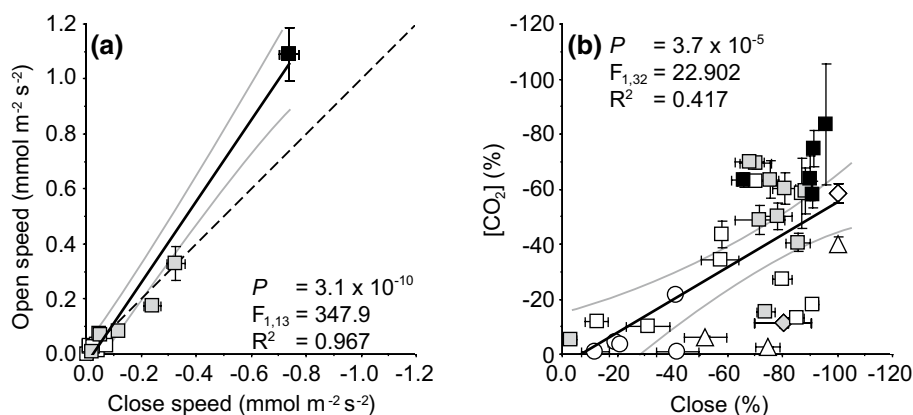 (a)
1.2
1.0
0.8
0.6
0.4
0.2
0.0
Open speed (mmol m⁻² s⁻²)
P = 3.1 x 10⁻¹⁰
F₁,₁₃ = 347.9
R² = 0.967
0.0 -0.2 -0.4 -0.6 -0.8 -1.0 -1.2
Close speed (mmol m⁻² s⁻²)
(b)
-120
-100
-80
-60
-40
-20
0
[CO₂] (%)
P = 3.7 x 10⁻⁵
F₁,₃₂ = 22.902
R² = 0.417
0.0 -20 -40 -60 -80 -100 -120
Close (%)